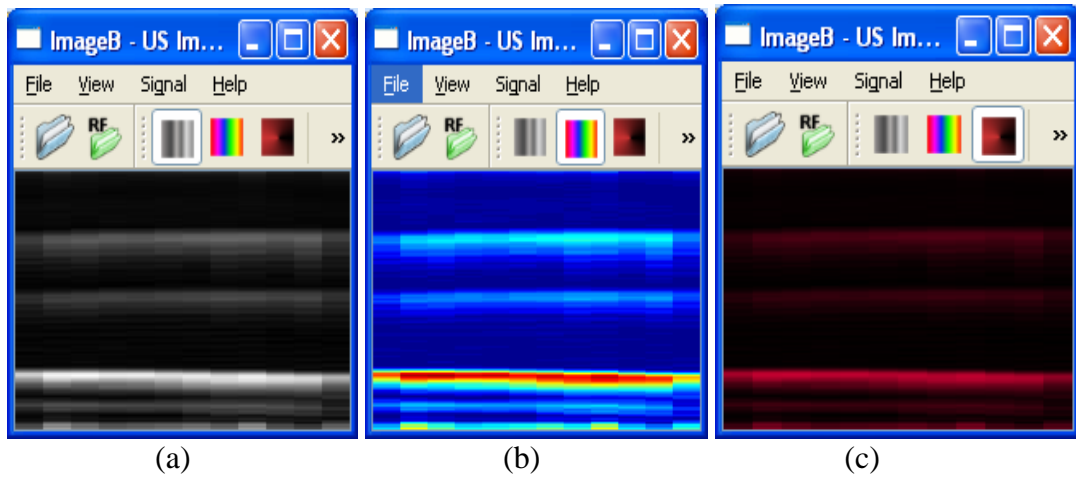 ImageB - US Im...
File View Signal Help
RF
»
(a)
ImageB - US Im...
File View Signal Help
RF
»
(b)
ImageB - US Im...
File View Signal Help
RF
»
(c)